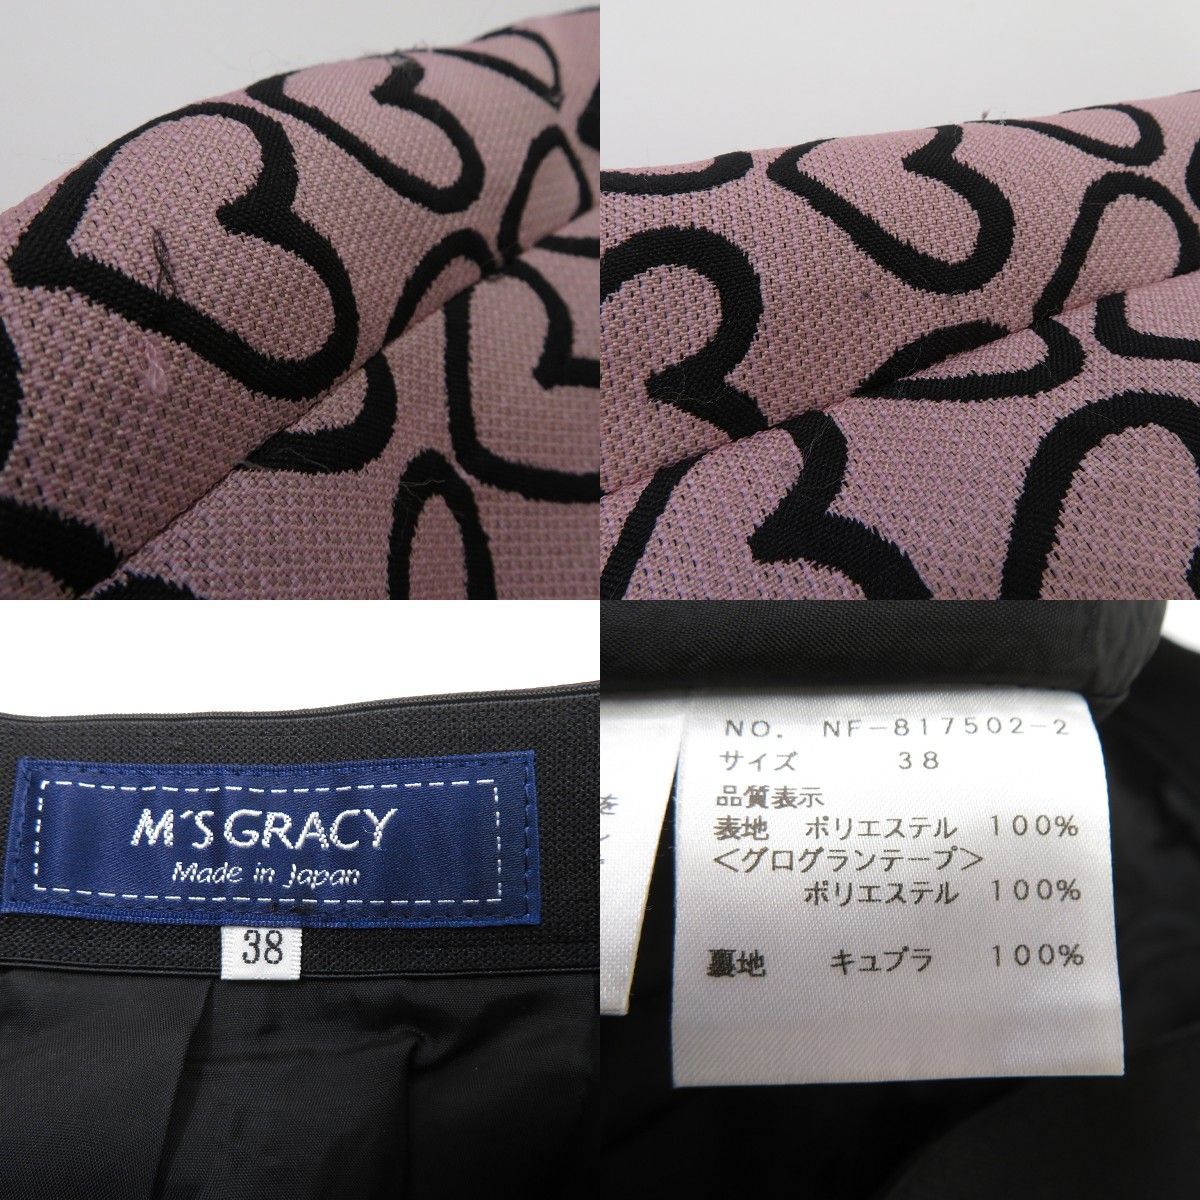 M'S GRACY
Made in Japan
38
NO. NF-817502-2
サイズ 38
品質表示
表地 ポリエステル 100%
<グログランテープ>
ポリエステル 100%
裏地 キュプラ 100%
を